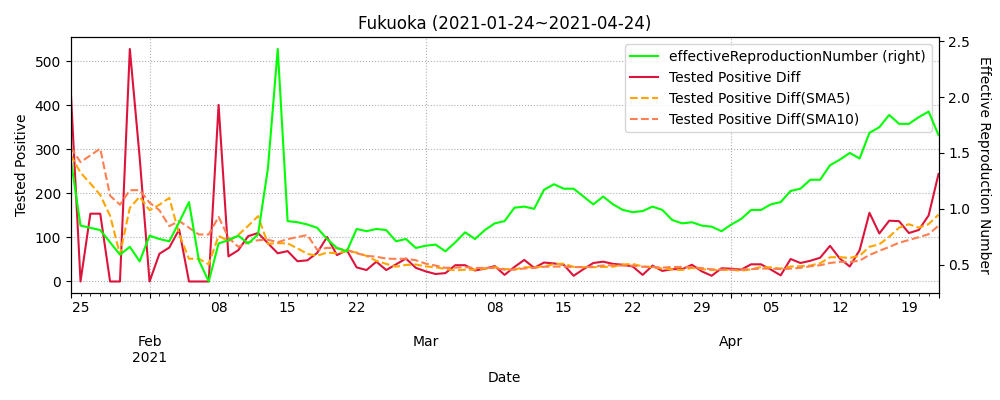 Fukuoka (2021-01-24~2021-04-24)
effectiveReproductionNumber (right)
Tested Positive Diff
Tested Positive Diff(SMA5)
Tested Positive Diff(SMA10)
Tested Positive
500
400
300
200
100
0
2.5
2.0
1.5
1.0
0.5
Effective Reproduction Number
25 08 15 22 08 15 22 29 05 12 19
Feb Mar Apr
2021
Date